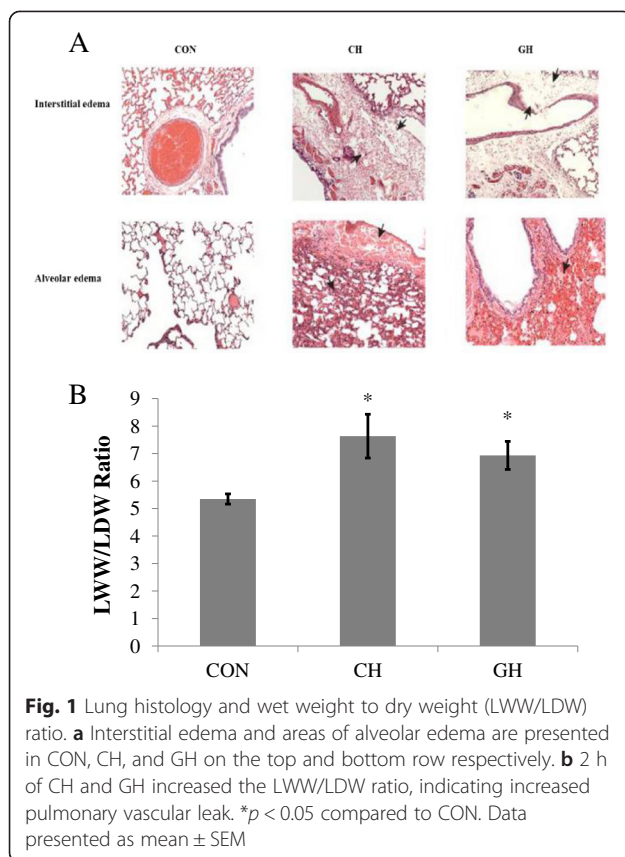 A
CON CH GH
Interstitial edema
Alveolar edema
B
9
8
7
6
5
4
3
2
1
0
LWW/LDW Ratio
* *
CON CH GH
Fig. 1 Lung histology and wet weight to dry weight (LWW/LDW)
ratio. a Interstitial edema and areas of alveolar edema are presented
in CON, CH, and GH on the top and bottom row respectively. b 2 h
of CH and GH increased the LWW/LDW ratio, indicating increased
pulmonary vascular leak. *p < 0.05 compared to CON. Data
presented as mean ± SEM